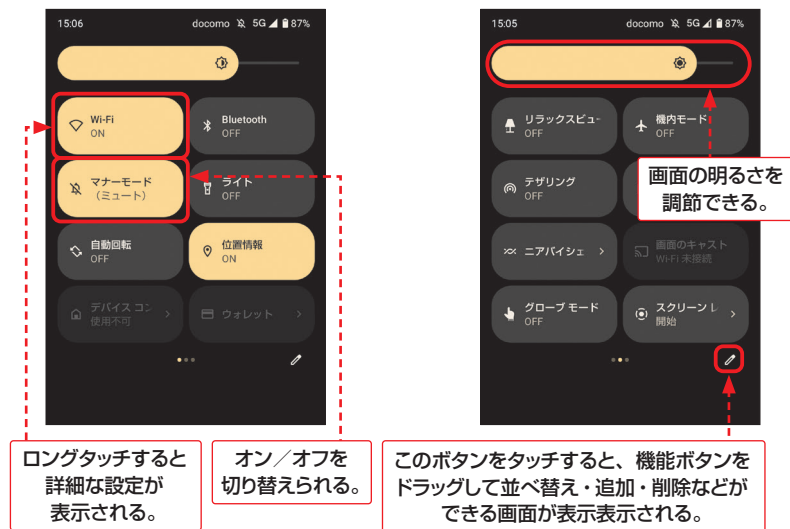 15:06 docomo 5G 87%
Wi-Fi
ON
Bluetooth
OFF
マナーモード
（ミュート）
ライト
OFF
自動回転
OFF
位置情報
ON
デバイス コン
使用不可
ウォレット
ロングタッチすると
詳細な設定が
表示される。
オン／オフを
切り替えられる。
15:05 docomo 5G 87%
リラックスビュー
OFF
機内モード
OFF
テザリング
OFF
画面の明るさを
調節できる。
ニアバイシェ
画面のキャスト
Wi-Fi 未接続
グローブ モード
OFF
スクリーン レ
開始
このボタンをタッチすると、機能ボタンを
ドラッグして並べ替え・追加・削除などが
できる画面が表示表示される。